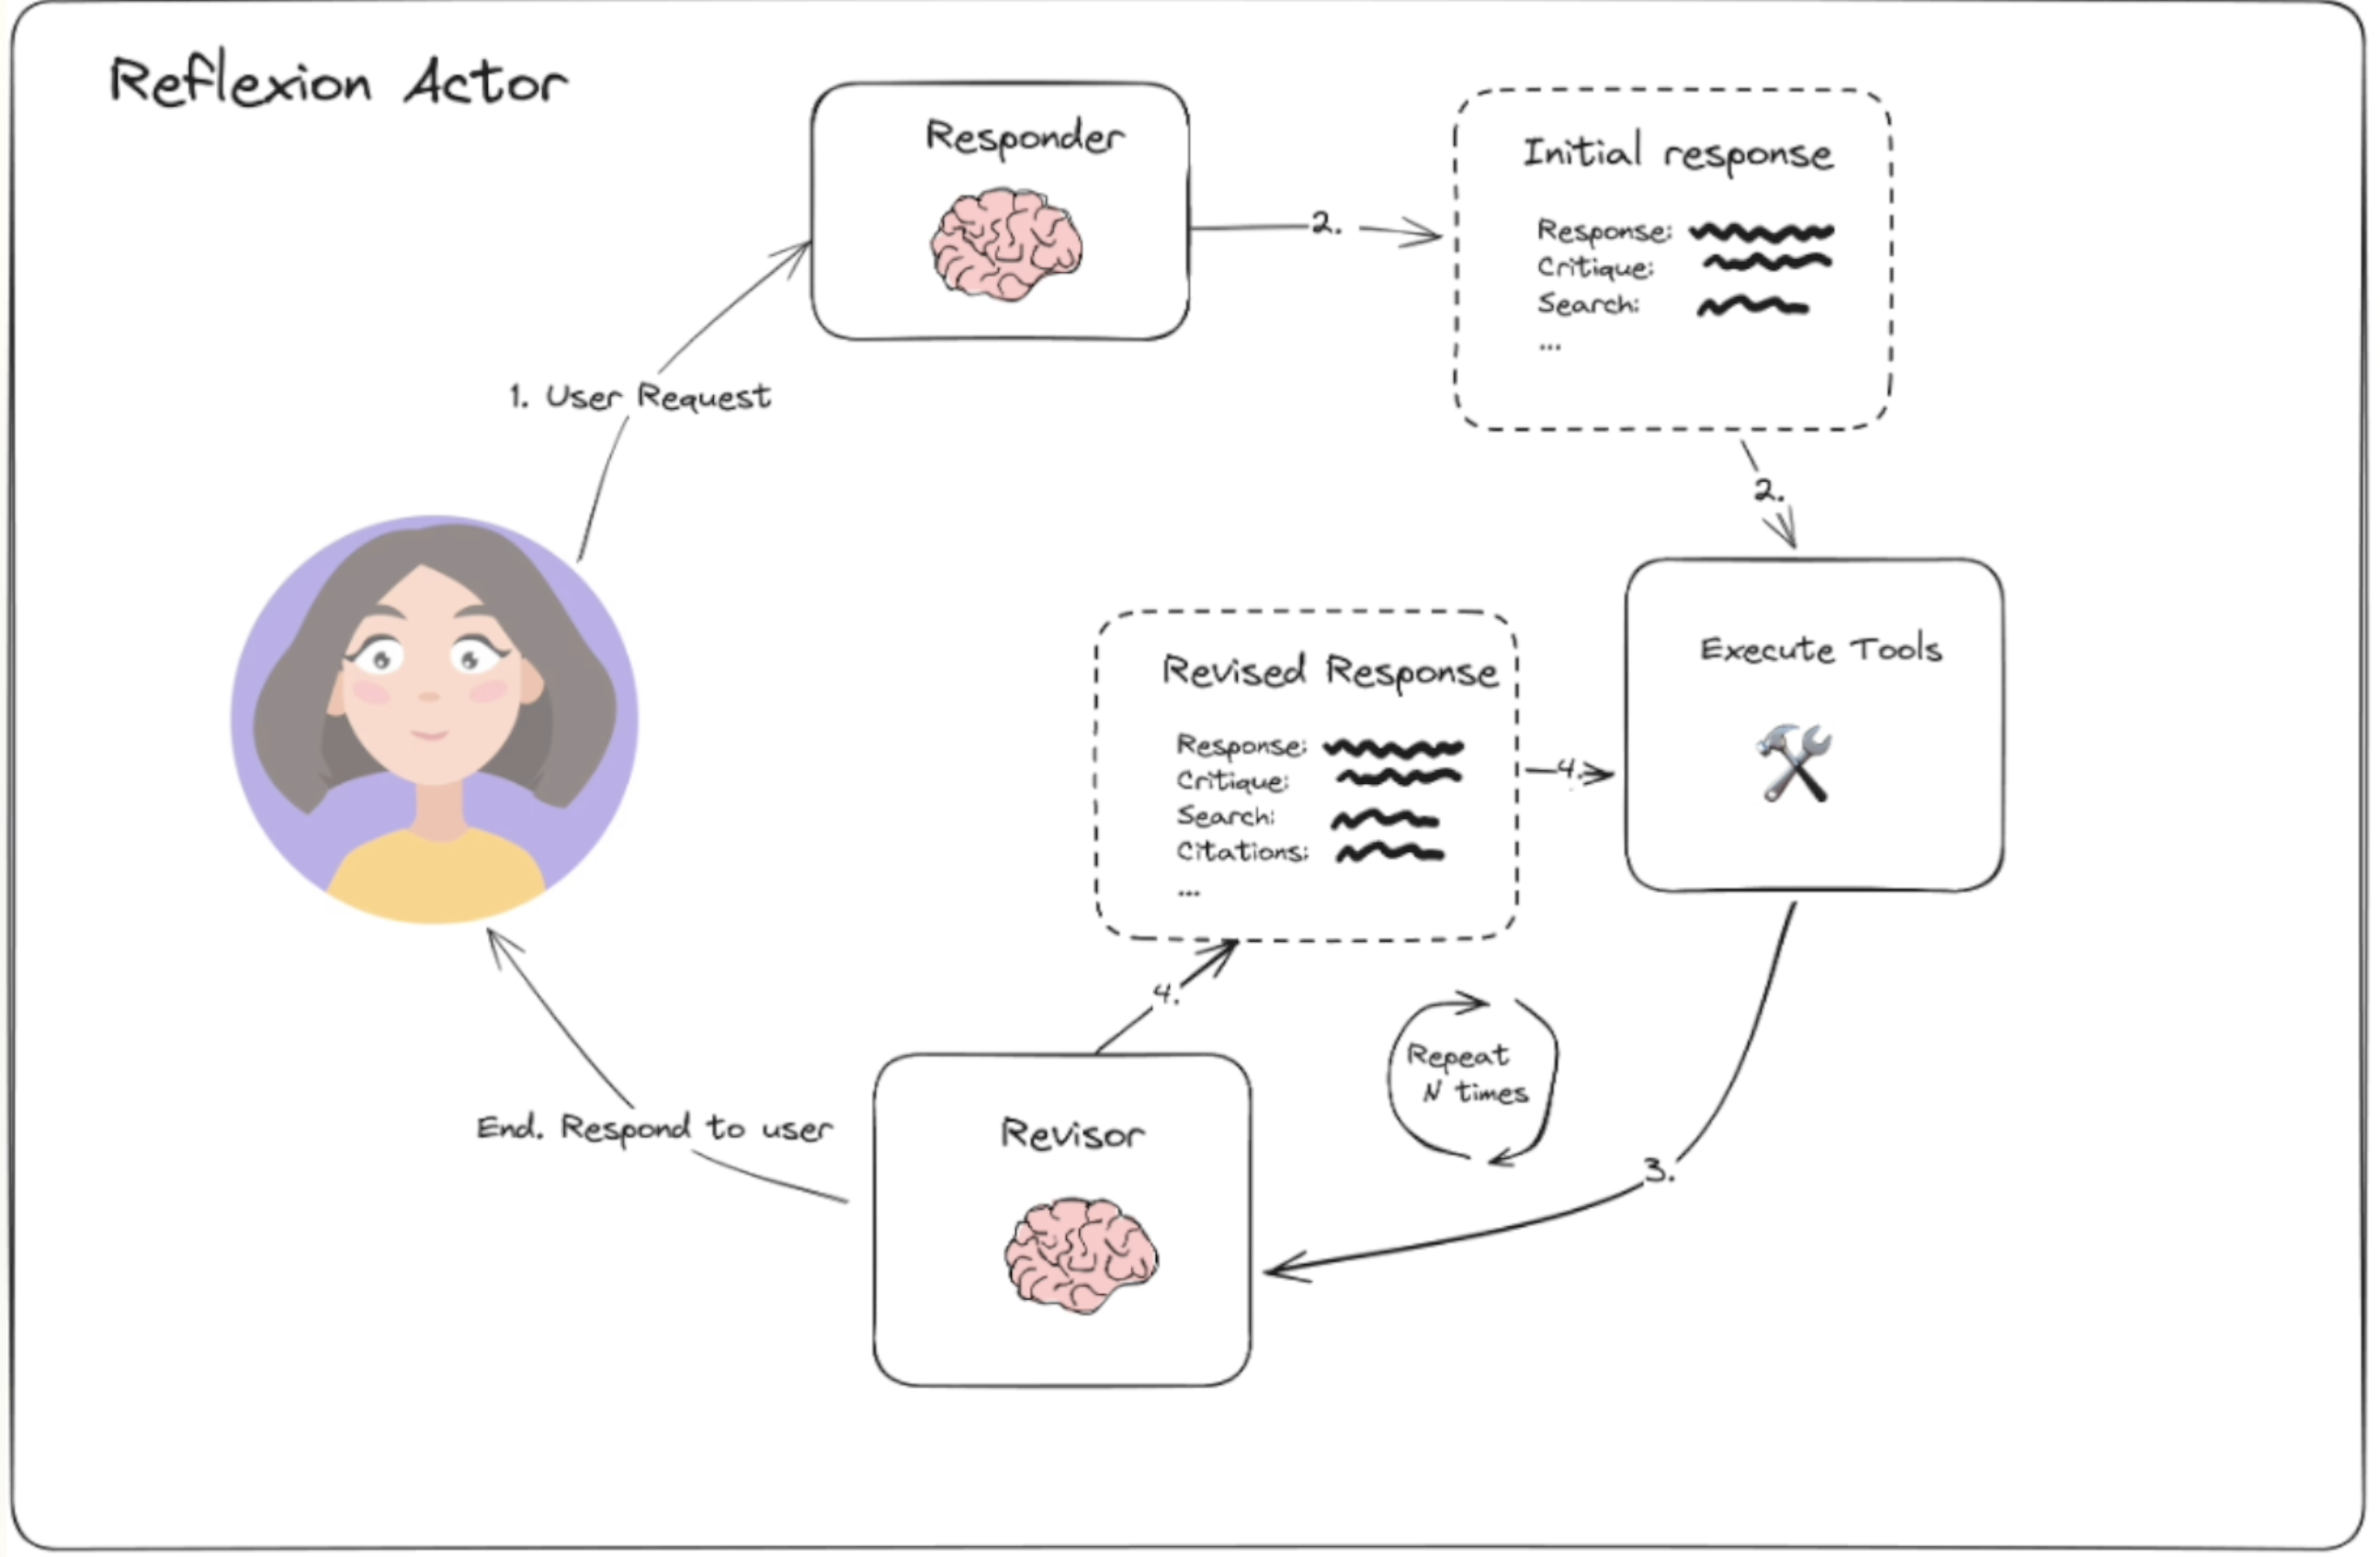 Reflexion Actor
Responder
2.
Initial response
Response:
Critique:
Search:
...
1. User Request
2.
Execute Tools
Revised Response
Response:
Critique:
Search:
Citations:
...
4.
4.
Repeat
N times
End. Respond to user
Revisor
3.